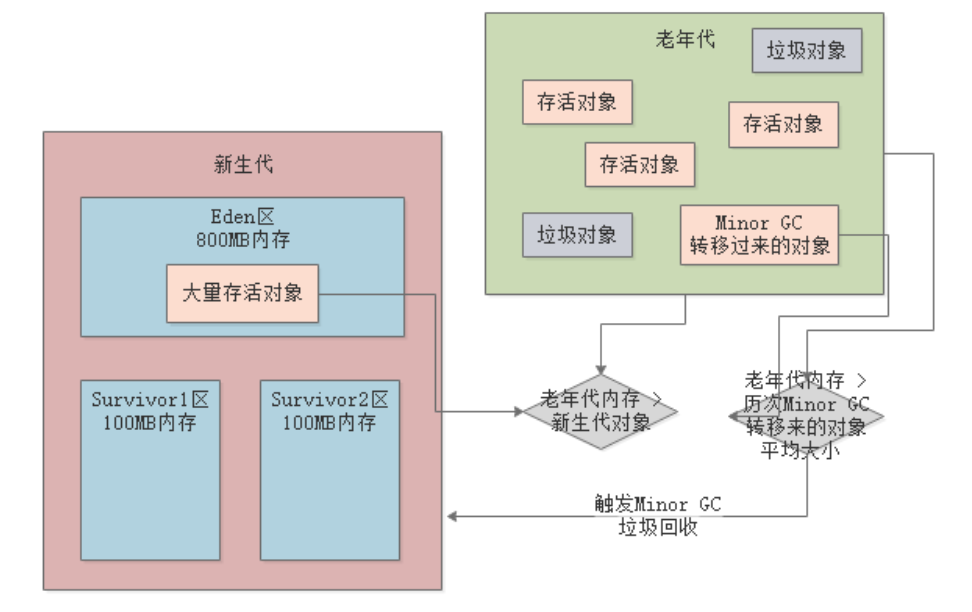 老年代
垃圾对象
存活对象
存活对象
存活对象
垃圾对象
Minor GC
转移过来的对象
新生代
Eden区
800MB内存
大量存活对象
Survivor1区
100MB内存
Survivor2区
100MB内存
老年代内存 >
新生代对象
老年代内存 >
历次Minor GC
转移来的对象
平均大小
触发Minor GC
垃圾回收